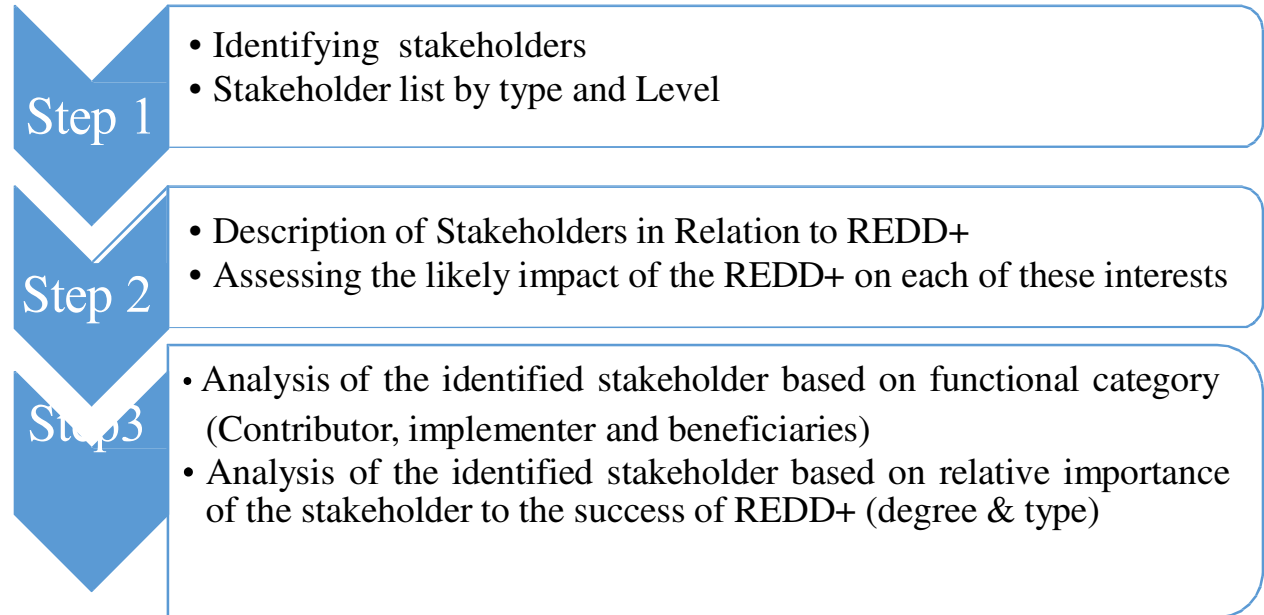 Step 1
• Identifying stakeholders
• Stakeholder list by type and Level
Step 2
• Description of Stakeholders in Relation to REDD+
• Assessing the likely impact of the REDD+ on each of these interests
Step3
• Analysis of the identified stakeholder based on functional category
(Contributor, implementer and beneficiaries)
• Analysis of the identified stakeholder based on relative importance
of the stakeholder to the success of REDD+ (degree & type)